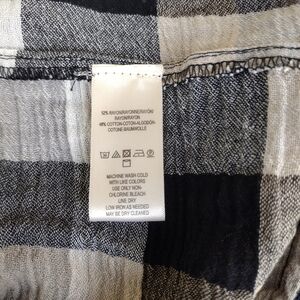 52% RAYON/RAYONNE/RAYON/
RAYON/RAYON
48% COTTON-COTON-ALGODÓN-
COTONE-BAUMWOLLE
MACHINE WASH COLD
WITH LIKE COLORS
USE ONLY NON-
CHLORINE BLEACH
LINE DRY
LOW IRON AS NEEDED
MAY BE DRY CLEANED